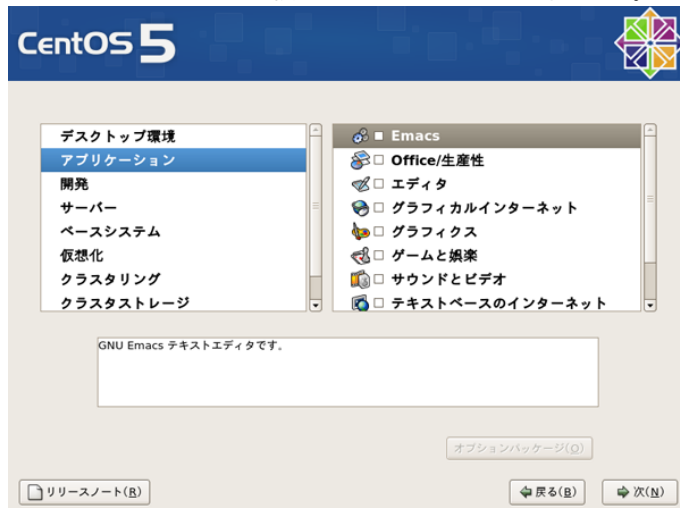 CentOS 5
デスクトップ環境
アプリケーション
開発
サーバー
ベースシステム
仮想化
クラスタリング
クラスタストレージ
Emacs
Office/生産性
エディタ
グラフィカルインターネット
グラフィクス
ゲームと娯楽
サウンドとビデオ
テキストベースのインターネット
GNU Emacs テキストエディタです。
オプションパッケージ(O)
リリースノート(R)
戻る(B)
次(N)